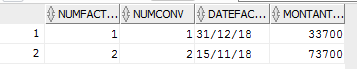 NUMFACT... NUMCONV DATEFAC... MONTANT...
1 1 1 31/12/18 33700
2 2 2 15/11/18 73700